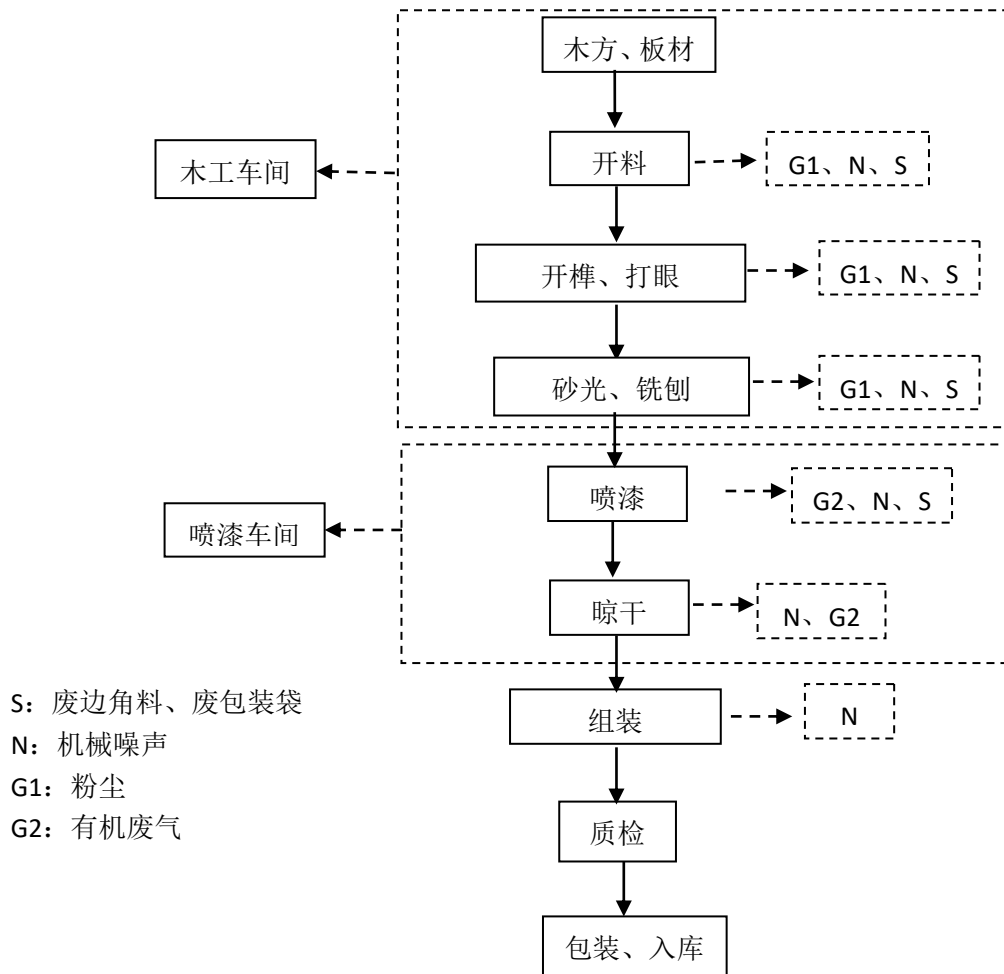 木方、板材
木工车间
开料
G1、N、S
开榫、打眼
G1、N、S
砂光、铣刨
G1、N、S
喷漆
G2、N、S
喷漆车间
晾干
N、G2
组装
N
质检
包装、入库
S：废边角料、废包装袋
N：机械噪声
G1：粉尘
G2：有机废气